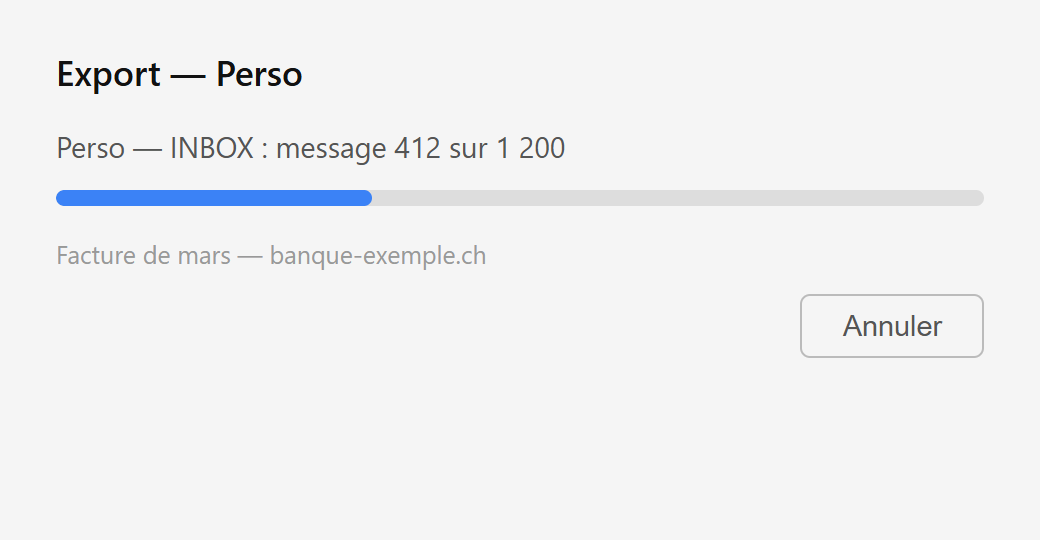 Export — Perso
Perso — INBOX : message 412 sur 1 200
Facture de mars — banque-exemple.ch
Annuler